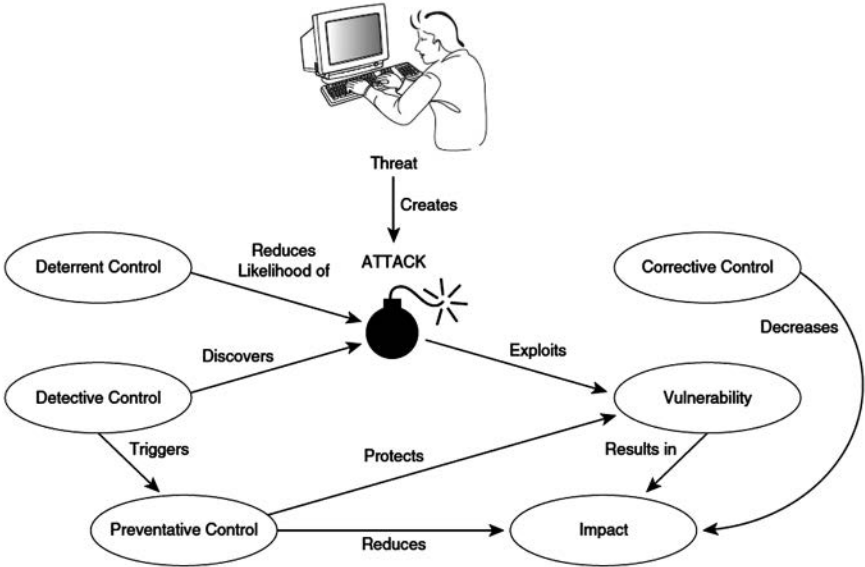 Threat
Creates
ATTACK
Reduces
Likelihood of
Deterrent Control
Corrective Control
Decreases
Discovers
Exploits
Detective Control
Vulnerability
Triggers
Protects
Results in
Preventative Control
Reduces
Impact